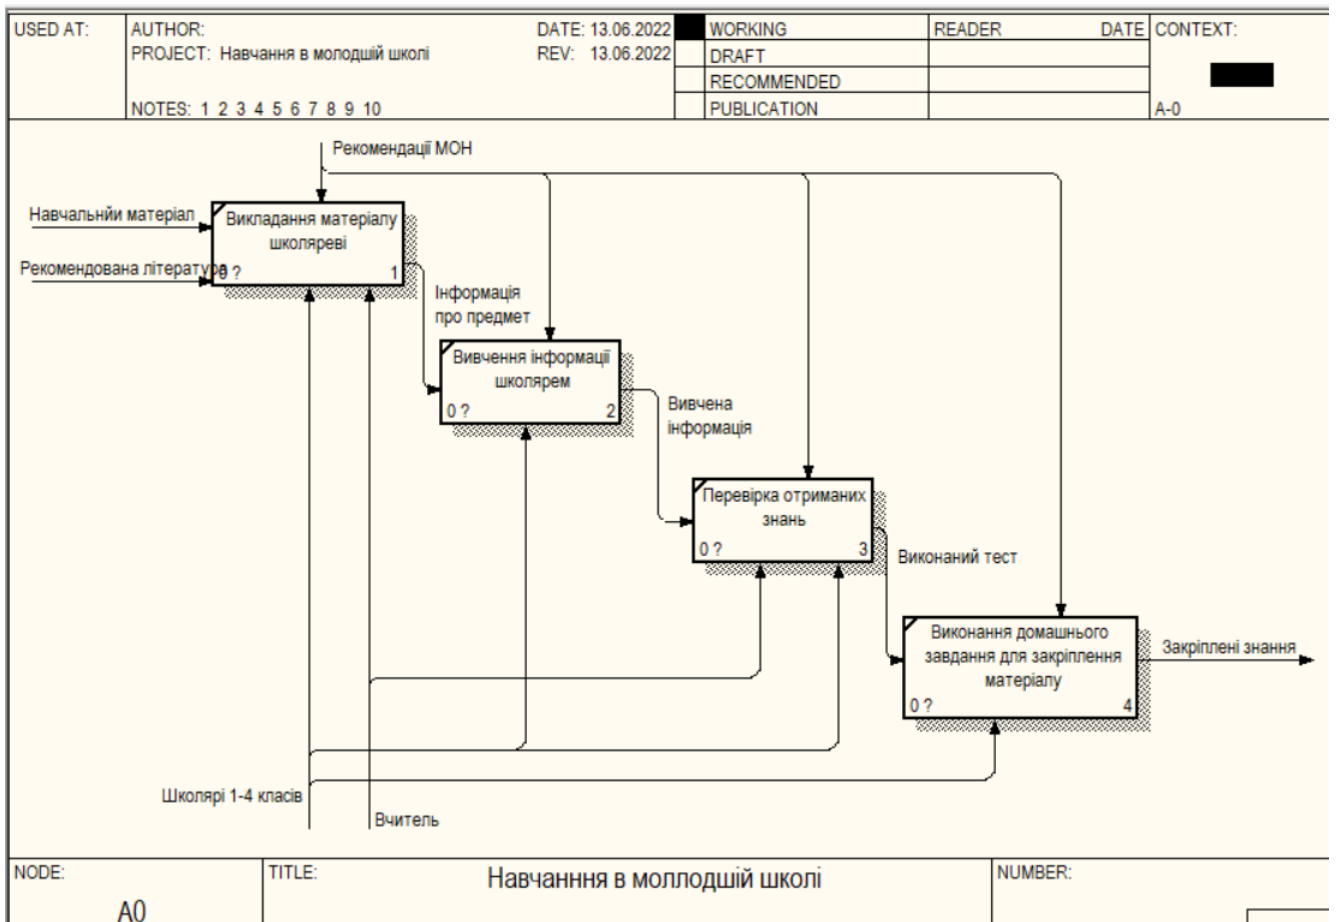 USED AT:
AUTHOR:
DATE: 13.06.2022
WORKING
READER
DATE
CONTEXT:
PROJECT: Навчання в молодшій школі
REV: 13.06.2022
DRAFT
RECOMMENDED
NOTES: 1 2 3 4 5 6 7 8 9 10
PUBLICATION
A-0
Рекомендації МОН
Навчальнйи матеріал
Рекомендована література
Викладання матеріалу
школяреві
0 ?
1
Інформація
про предмет
Вивчення інформації
школярем
0 ?
2
Вивчена
інформація
Перевірка отриманих
знань
0 ?
3
Виконаний тест
Виконання домашнього
завдання для закріплення
матеріалу
0 ?
4
Закріплені знання
Школярі 1-4 класів
Вчитель
NODE:
TITLE:
Навчанння в моллодшій школі
NUMBER:
A0